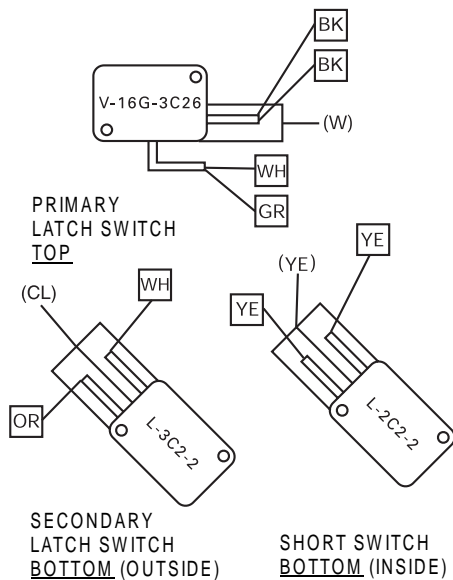 BK
BK
V-16G-3C26
(W)
WH
GR
PRIMARY
LATCH SWITCH
TOP
YE
(YE)
WH
(CL)
YE
OR
L-3C2-2
L-2C2-2
SECONDARY
LATCH SWITCH
BOTTOM (OUTSIDE)
SHORT SWITCH
BOTTOM (INSIDE)